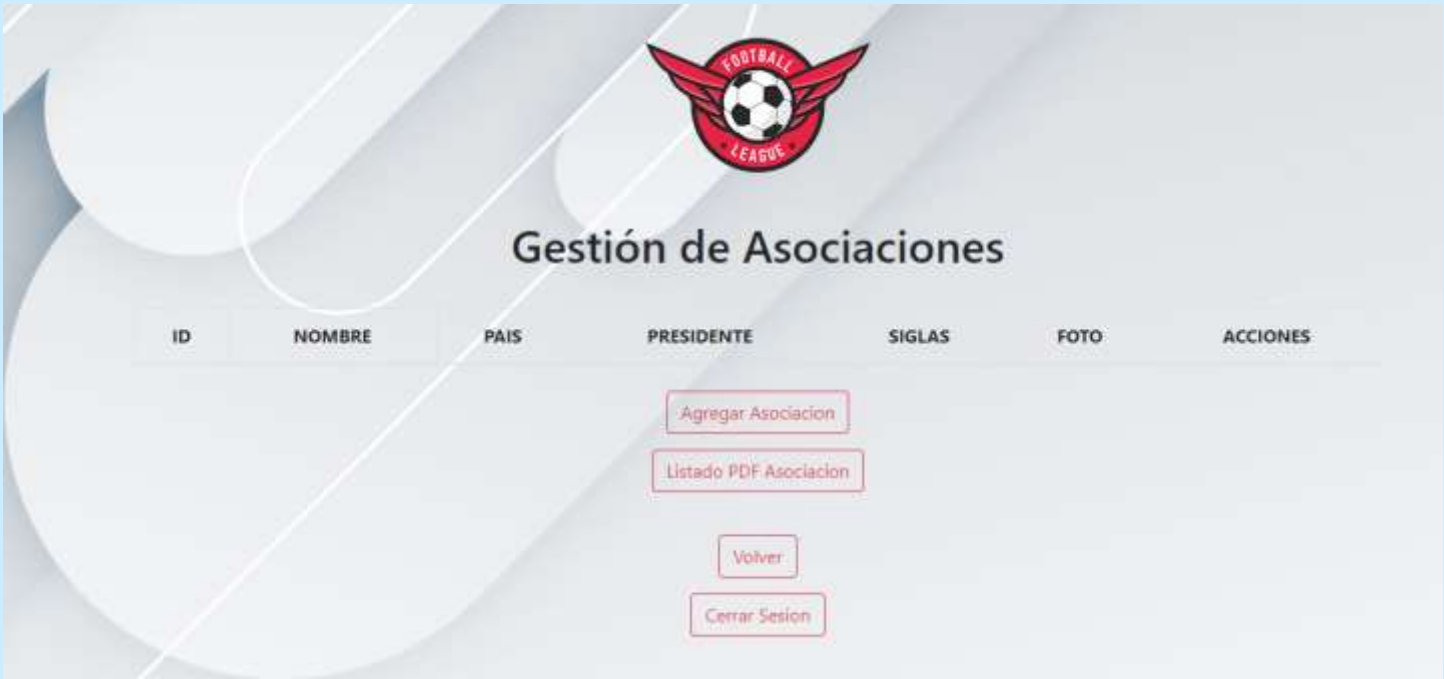 FOOTBALL
LEAGUE
Gestión de Asociaciones
ID NOMBRE PAIS PRESIDENTE SIGLAS FOTO ACCIONES
Agregar Asociacion
Listado PDF Asociacion
Volver
Cerrar Sesion